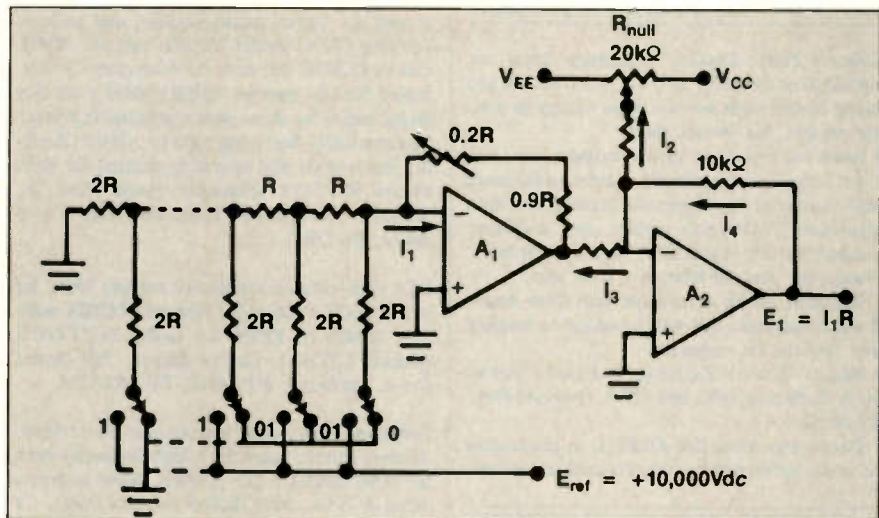 R_null
20kΩ
V_EE
V_CC
0.2R
I_2
2R
R
R
10kΩ
0.9R
I_4
I_1
A_1
I_3
A_2
E_1 = I_1R
2R
2R
2R
2R
1
01
01
0
E_ref = +10,000Vdc